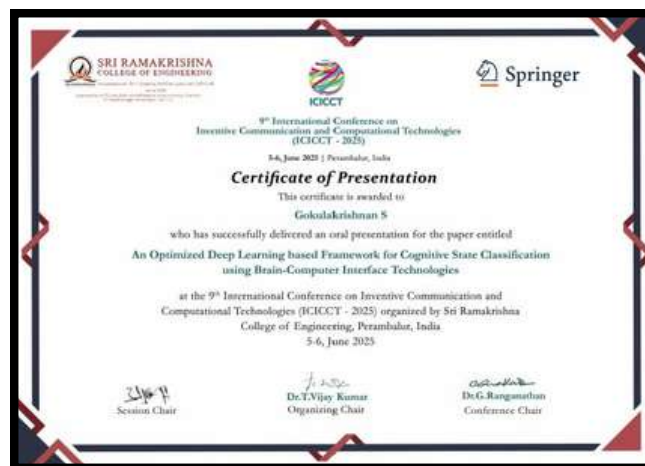 SRI RAMAKRISHNA
COLLEGE OF ENGINEERING
ICICCT
Springer
9th International Conference on
Inventive Communication and Computational Technologies
(ICICCT - 2025)
5-6, June 2025 | Perambalur, India
Certificate of Presentation
This certificate is awarded to
Gokulakrishnan S
who has successfully delivered an oral presentation for the paper entitled
An Optimized Deep Learning based Framework for Cognitive State Classification
using Brain-Computer Interface Technologies
at the 9th International Conference on Inventive Communication and
Computational Technologies (ICICCT - 2025) organized by Sri Ramakrishna
College of Engineering, Perambalur, India
5-6, June 2025
Session Chair
Dr.T.Vijay Kumar
Organizing Chair
Dr.G.Ranganathan
Conference Chair